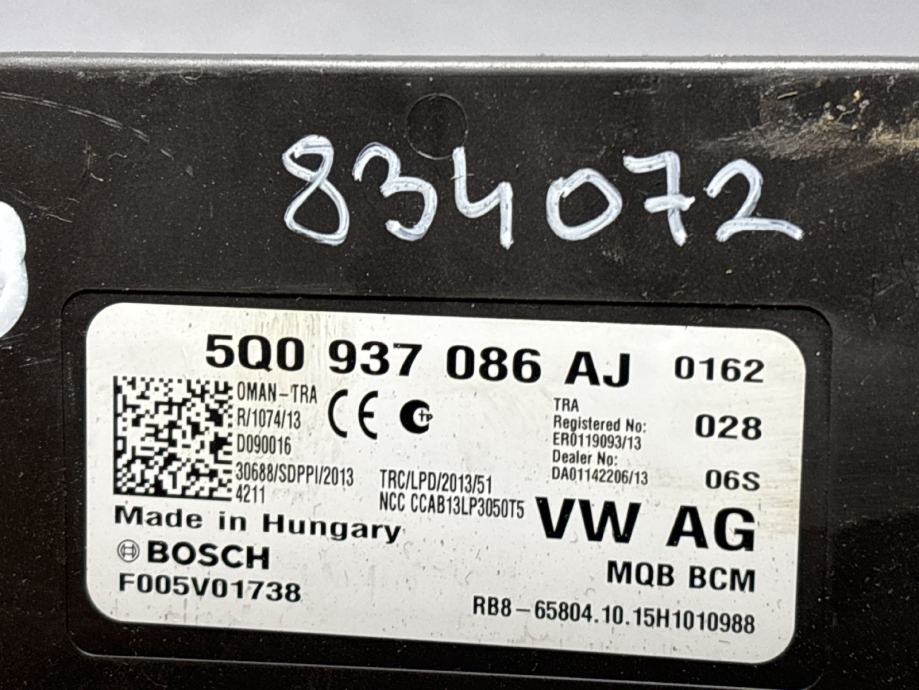 834072
5Q0 937 086 AJ 0162
OMAN-TRA
R/1074/13
D090016
30688/SDPPI/2013
4211
CE
TRC/LPD/2013/51
NCC CCAB13LP3050T5
TRA
Registered No:
ER0119093/13
Dealer No:
DA01142206/13
028
06S
VW AG
MQB BCM
Made in Hungary
BOSCH
F005V01738
RB8-65804.10.15H1010988